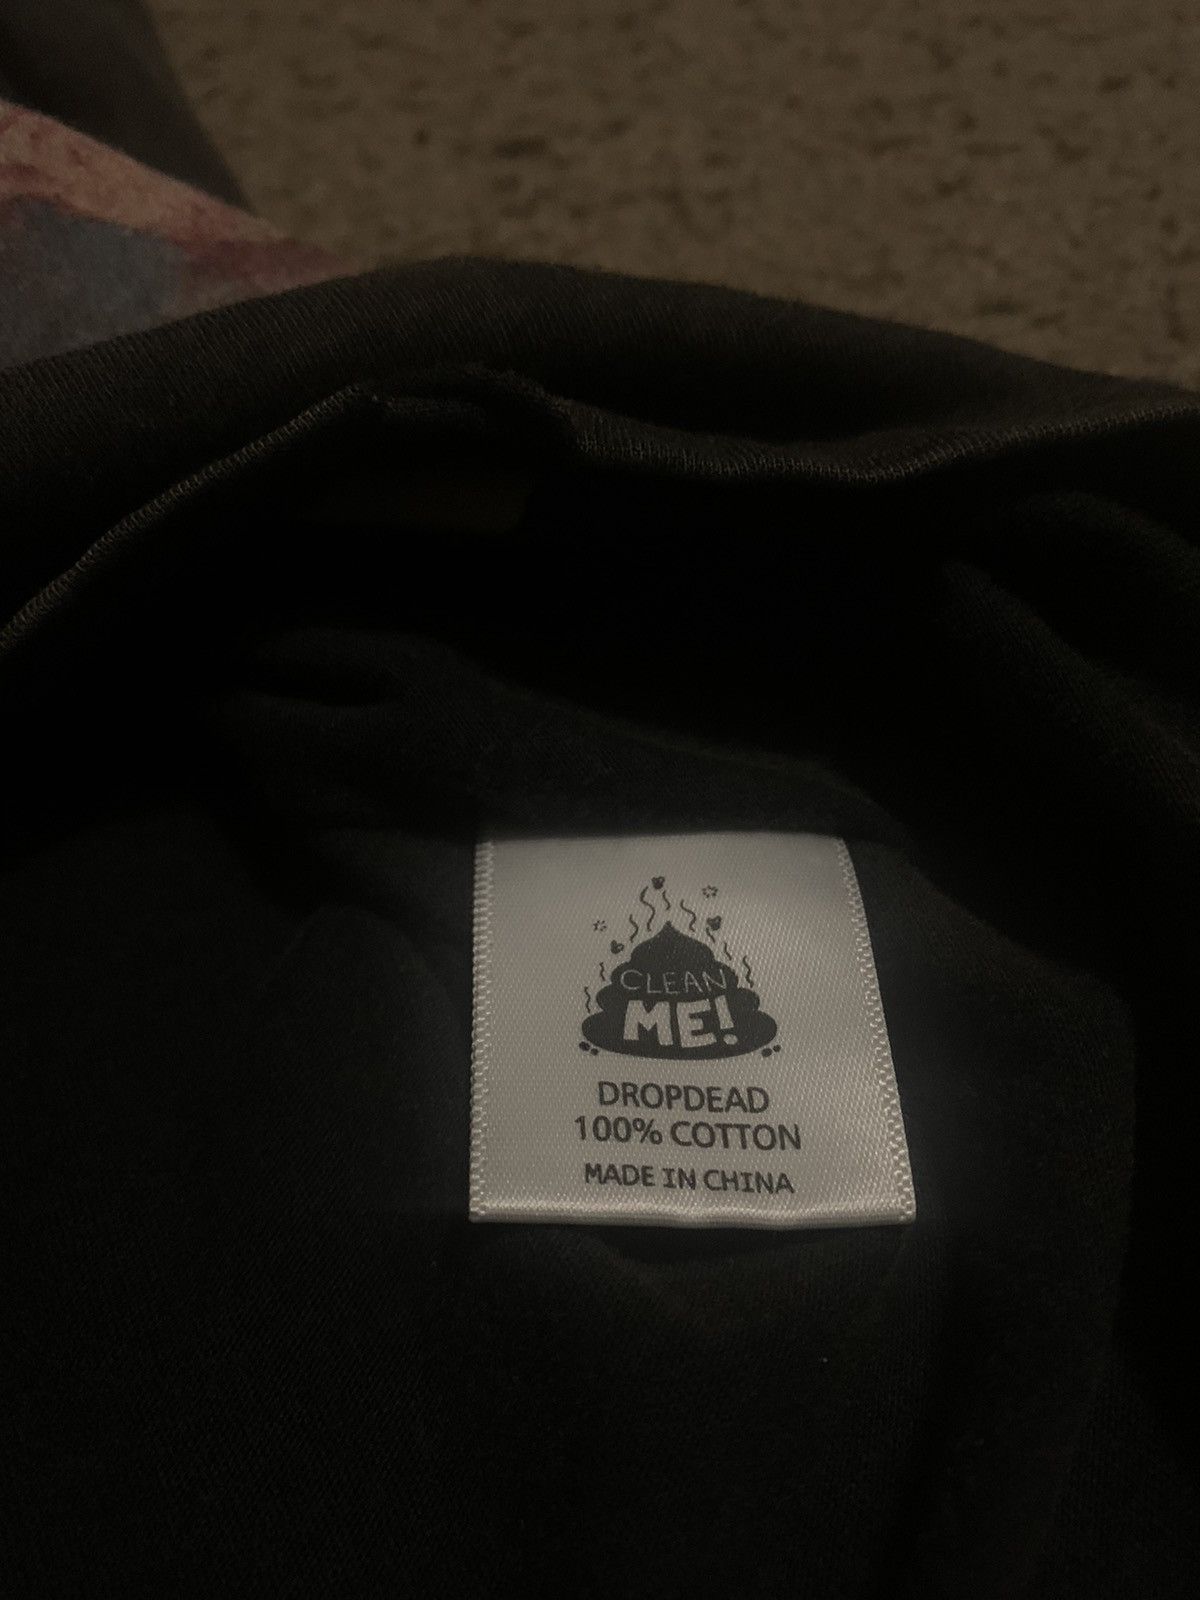 CLEAN
ME!
DROPDEAD
100% COTTON
MADE IN CHINA